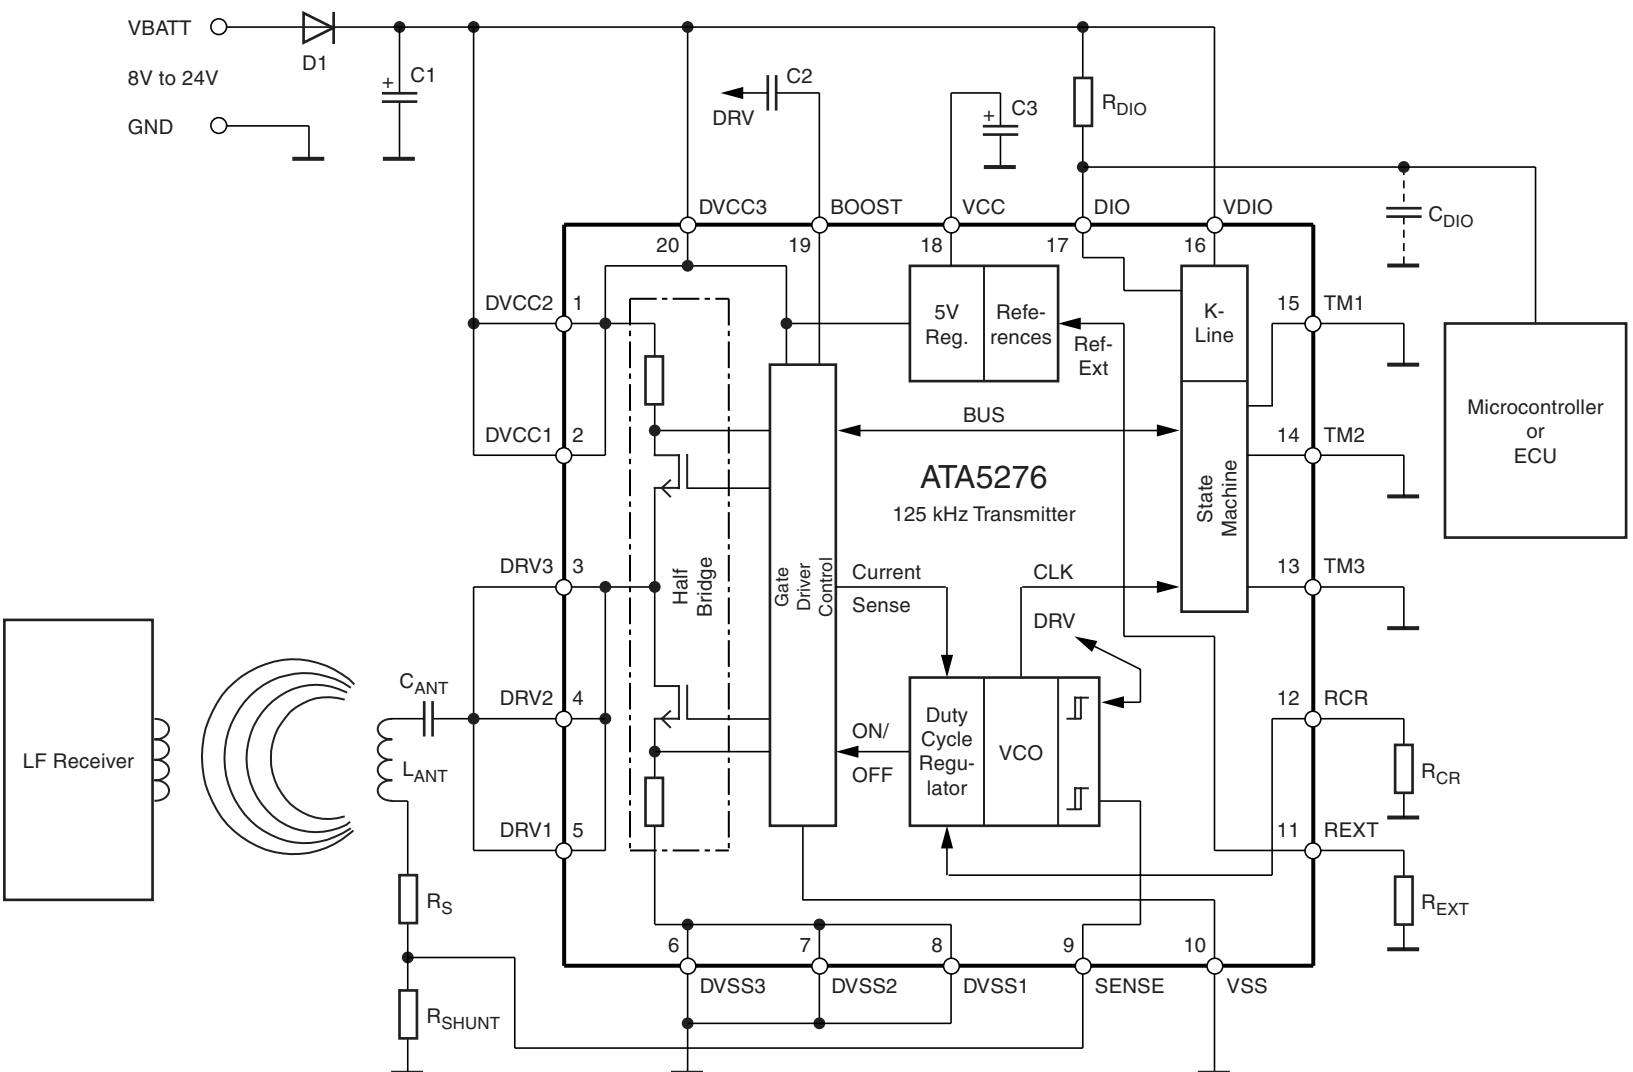 VBATT
D1
8V to 24V
C1
+
GND
C2
DRV
C3
+
RDIO
DVCC3
BOOST
VCC
DIO
VDIO
CDIO
20
19
18
17
16
DVCC2
1
5V
Reg.
Refe-
rences
Ref-
Ext
K-
Line
15
TM1
DVCC1
2
BUS
14
TM2
Microcontroller
or
ECU
ATA5276
125 kHz Transmitter
State
Machine
DRV3
3
Half
Bridge
Gate
Driver
Control
Current
Sense
CLK
DRV
13
TM3
CANT
DRV2
4
12
RCR
ON/
OFF
Duty
Cycle
Regu-
lator
VCO
LF Receiver
LANT
RCR
DRV1
5
11
REXT
RS
REXT
6
7
8
9
10
DVSS3
DVSS2
DVSS1
SENSE
VSS
RSHUNT